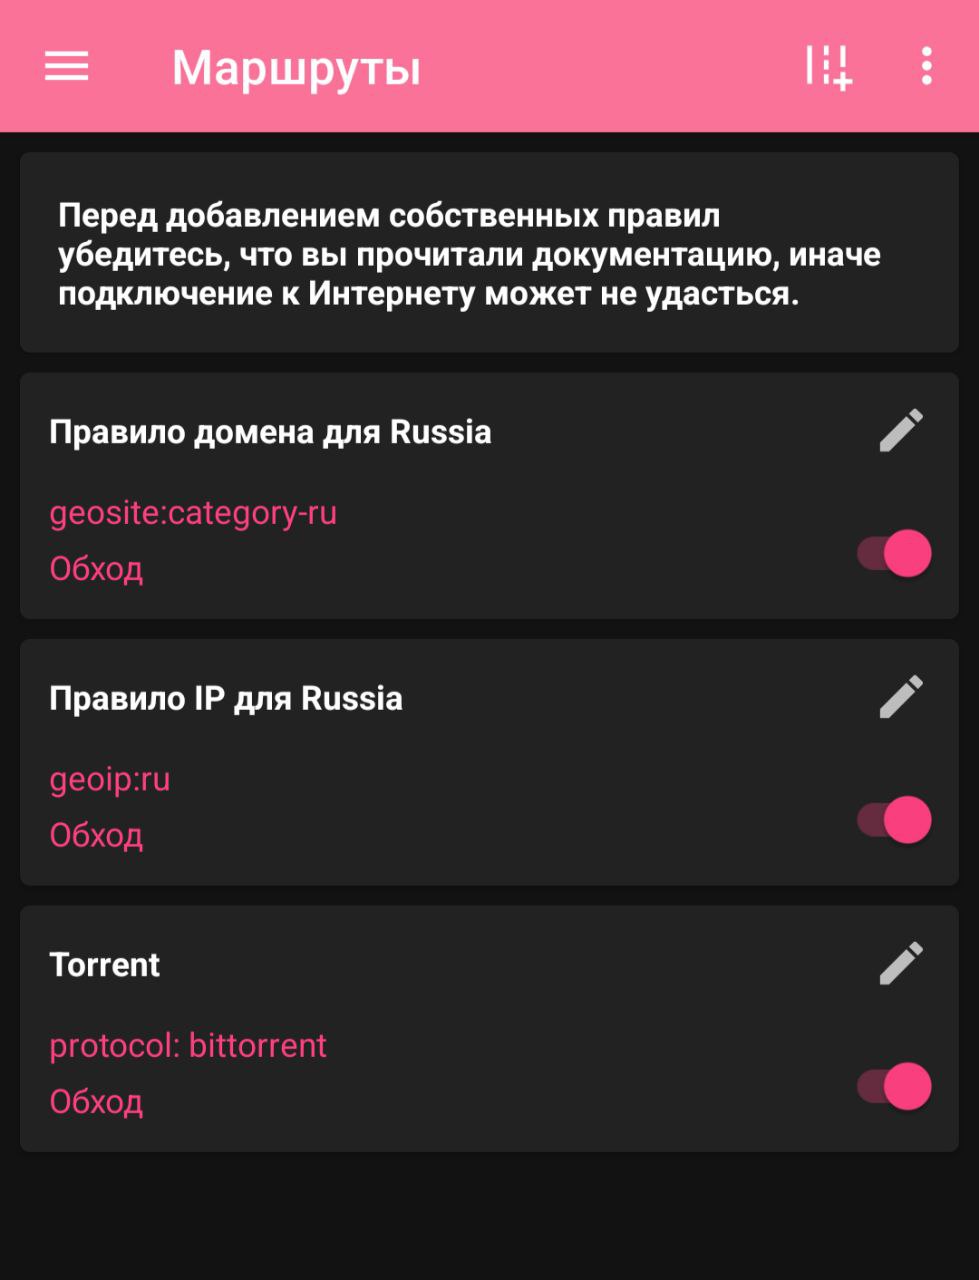 Маршруты
Перед добавлением собственных правил
убедитесь, что вы прочитали документацию, иначе
подключение к Интернету может не удасться.
Правило домена для Russia
geosite:category-ru
Обход
Правило IP для Russia
geoip:ru
Обход
Torrent
protocol: bittorrent
Обход